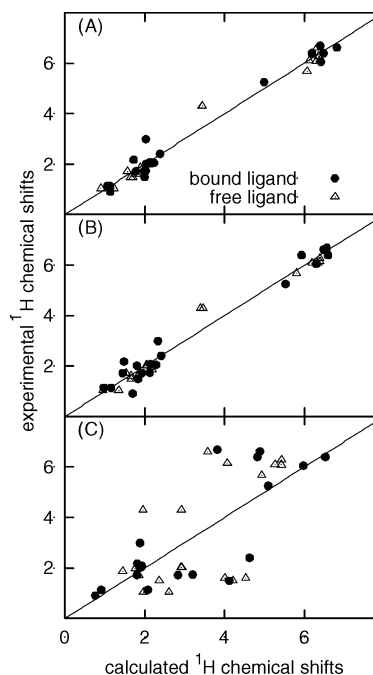 (A)
6
4
2
bound ligand
free ligand
(B)
6
4
2
(C)
6
4
2
0
2
4
6
experimental ¹H chemical shifts
calculated ¹H chemical shifts